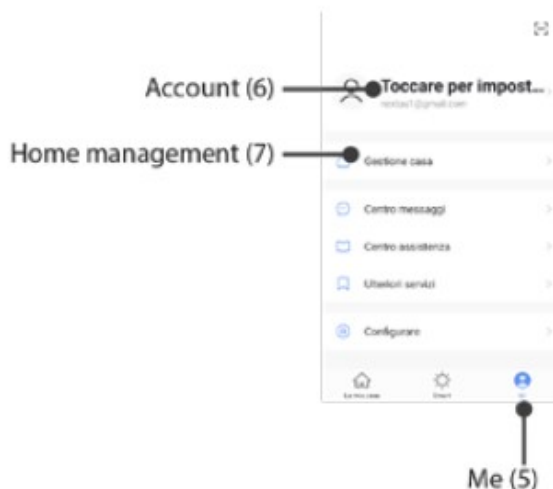 Account (6)
Toccare per impost...
Home management (7)
Gestione casa
Centro messaggi
Centro assistenza
Ulteriori servizi
Configurare
Smart
Me (5)